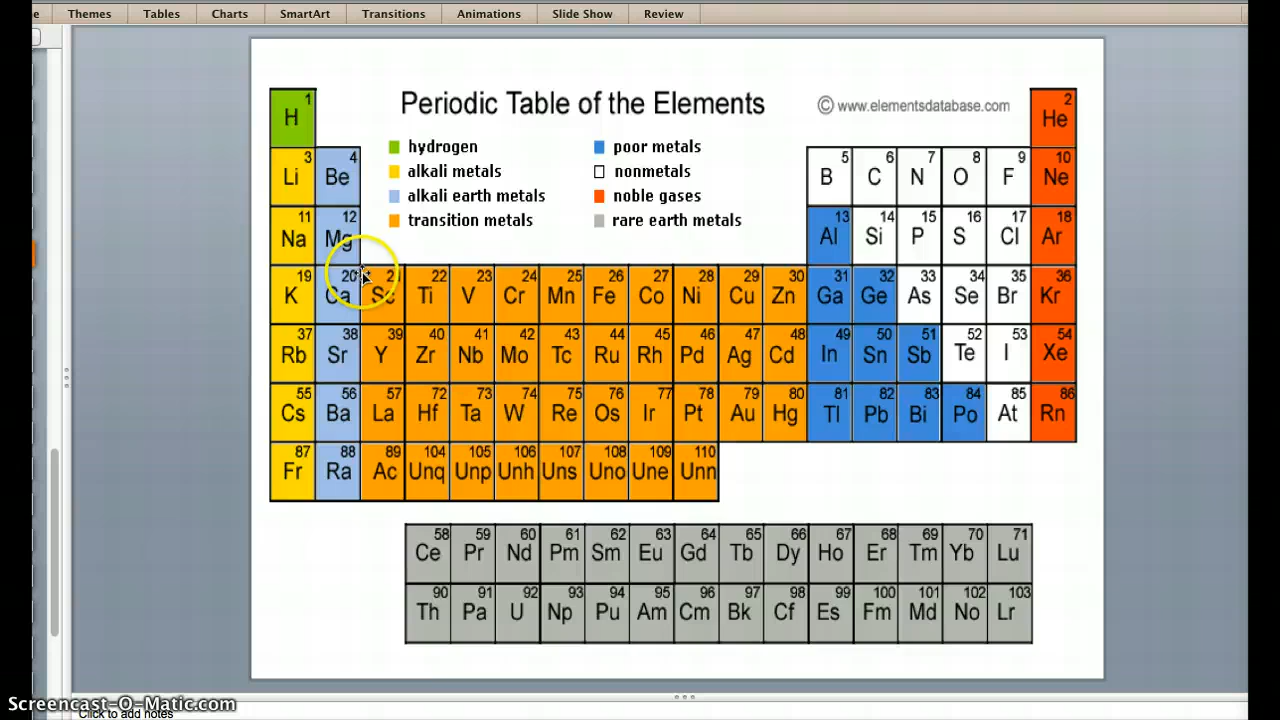 e Themes Tables Charts SmartArt Transitions Animations Slide Show Review
Periodic Table of the Elements
© www.elementsdatabase.com
hydrogen poor metals
alkali metals nonmetals
alkali earth metals noble gases
transition metals rare earth metals
1 2
H He
3 4 5 6 7 8 9 10
Li Be B C N O F Ne
11 12 13 14 15 16 17 18
Na Mg Al Si P S Cl Ar
19 20 21 22 23 24 25 26 27 28 29 30 31 32 33 34 35 36
K Ca Sc Ti V Cr Mn Fe Co Ni Cu Zn Ga Ge As Se Br Kr
37 38 39 40 41 42 43 44 45 46 47 48 49 50 51 52 53 54
Rb Sr Y Zr Nb Mo Tc Ru Rh Pd Ag Cd In Sn Sb Te I Xe
55 56 57 72 73 74 75 76 77 78 79 80 81 82 83 84 85 86
Cs Ba La Hf Ta W Re Os Ir Pt Au Hg Tl Pb Bi Po At Rn
87 88 89 104 105 106 107 108 109 110
Fr Ra Ac Unq Unp Unh Uns Uno Une Unn
58 59 60 61 62 63 64 65 66 67 68 69 70 71
Ce Pr Nd Pm Sm Eu Gd Tb Dy Ho Er Tm Yb Lu
90 91 92 93 94 95 96 97 98 99 100 101 102 103
Th Pa U Np Pu Am Cm Bk Cf Es Fm Md No Lr
Screencast-O-Matic.com
Click to add notes